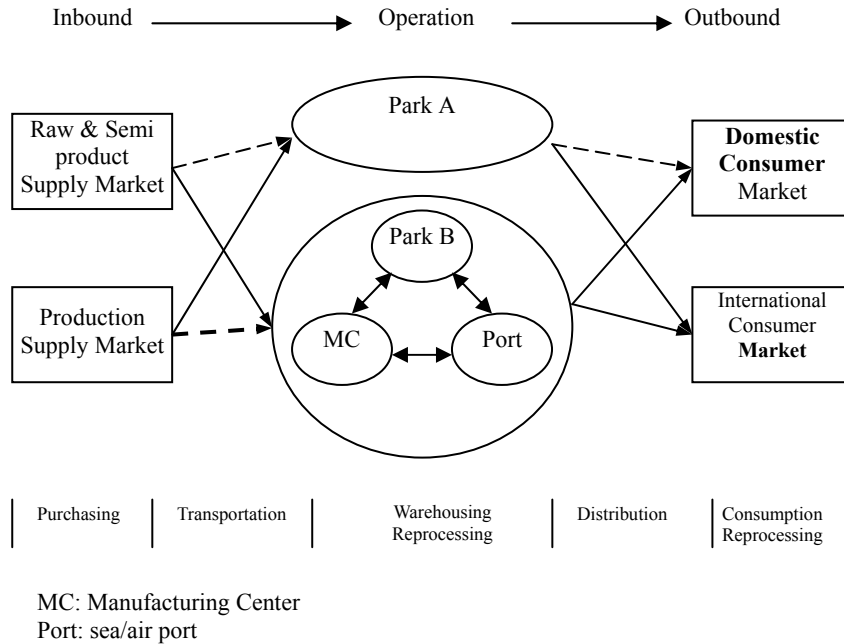 Inbound
Operation
Outbound
Park A
Raw & Semi
product
Supply Market
Domestic
Consumer
Market
Park B
Production
Supply Market
MC
Port
International
Consumer
Market
Purchasing
Transportation
Warehousing
Reprocessing
Distribution
Consumption
Reprocessing
MC: Manufacturing Center
Port: sea/air port